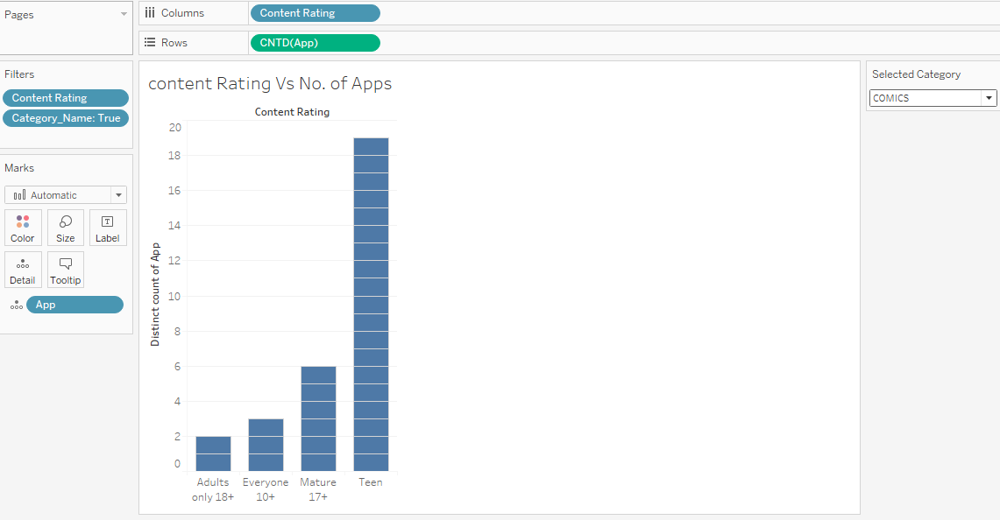 Pages
Columns
Content Rating
Rows
CNTD(App)
Filters
Content Rating
Category_Name: True
Marks
Automatic
Color
Size
T
Label
Detail
Tooltip
App
content Rating Vs No. of Apps
Content Rating
Distinct count of App
20
18
16
14
12
10
8
6
4
2
0
Adults
only 18+
Everyone
10+
Mature
17+
Teen
Selected Category
COMICS